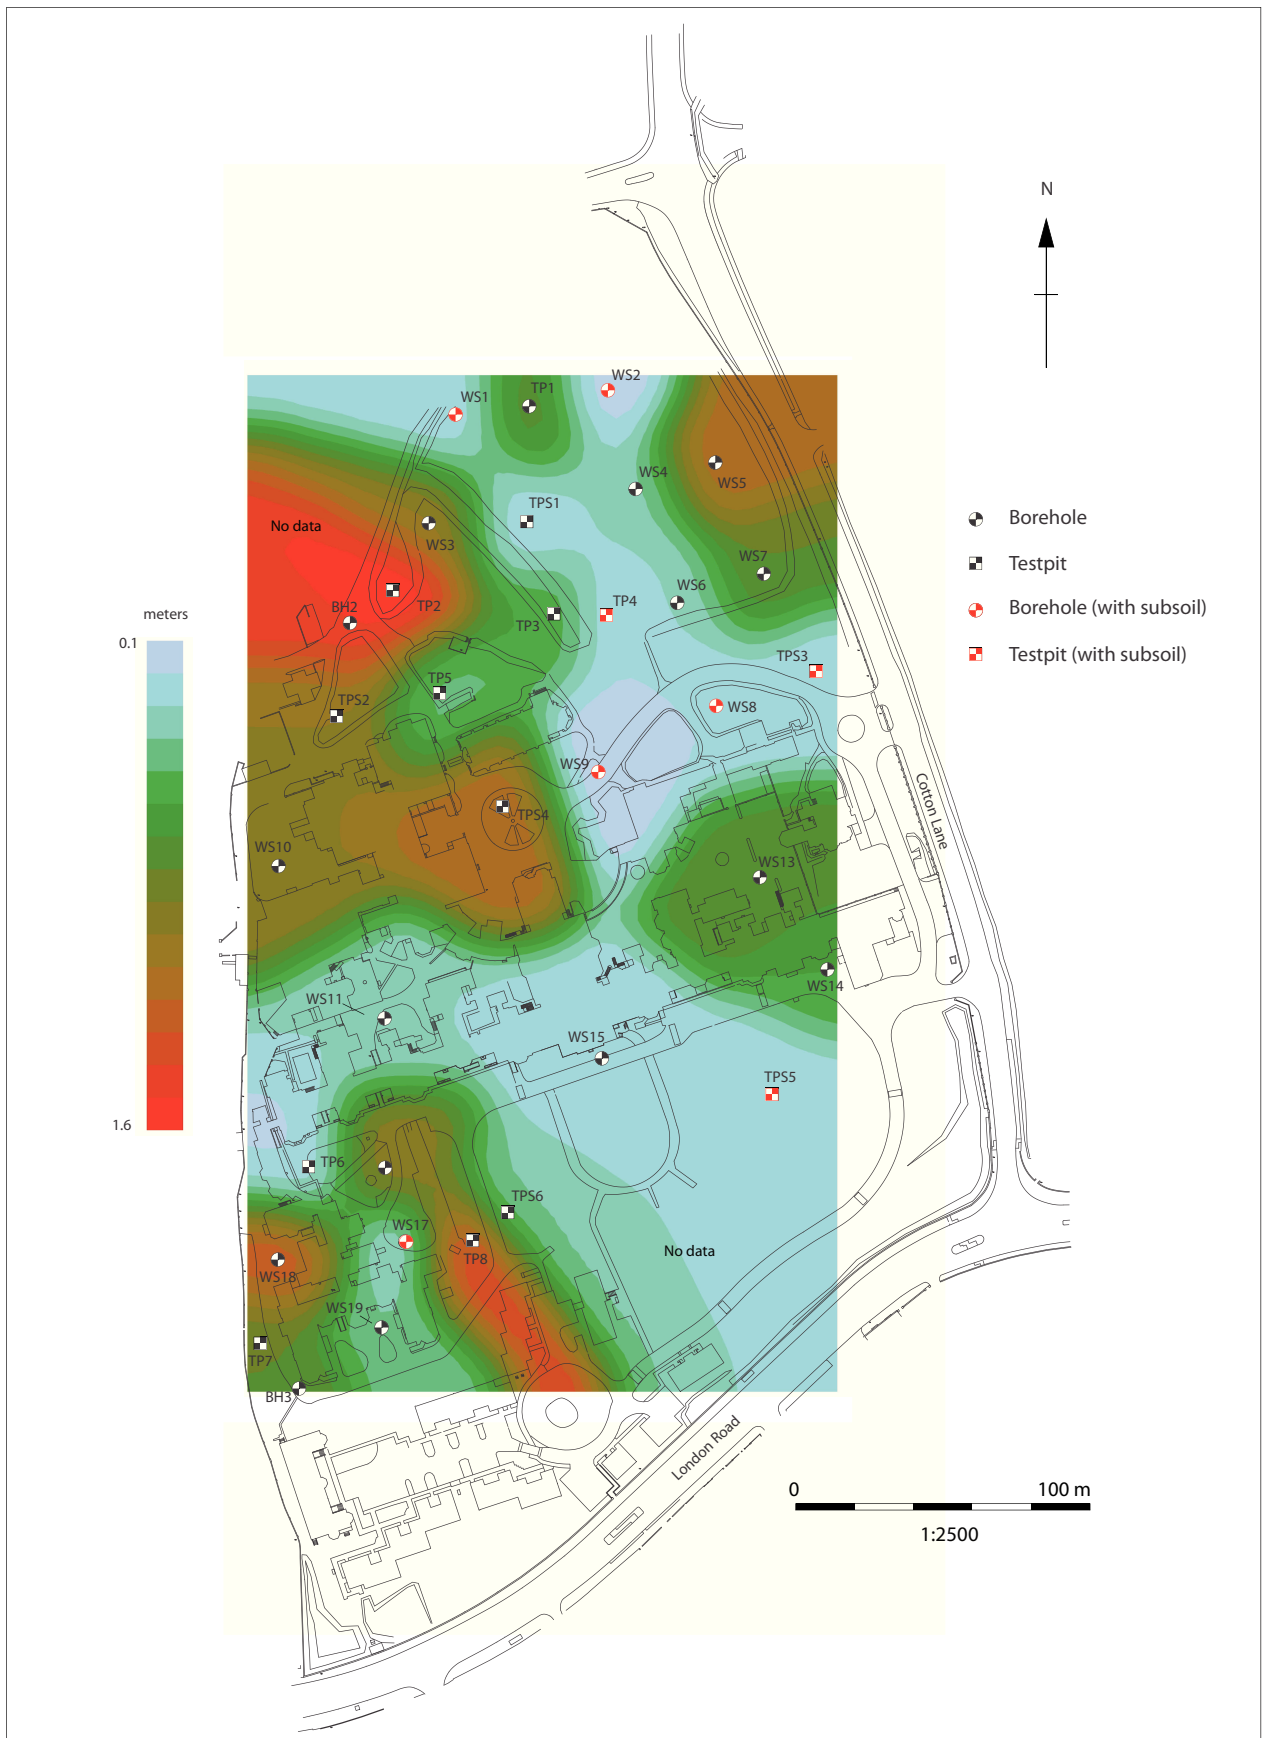 N
WS2
WS1
TP1
WS4
WS5
TPS1
Borehole
No data
WS3
WS7
Testpit
WS6
TP2
BH2
TP4
Borehole (with subsoil)
meters
TP3
0.1
TPS3
Testpit (with subsoil)
TP5
TPS2
WS8
WS9
Cotton Lane
TPS4
WS10
WS13
WS14
WS11
WS15
TPS5
1.6
TP6
TPS6
WS17
No data
TP8
WS18
WS19
TP7
BH3
London Road
0 100 m
1:2500